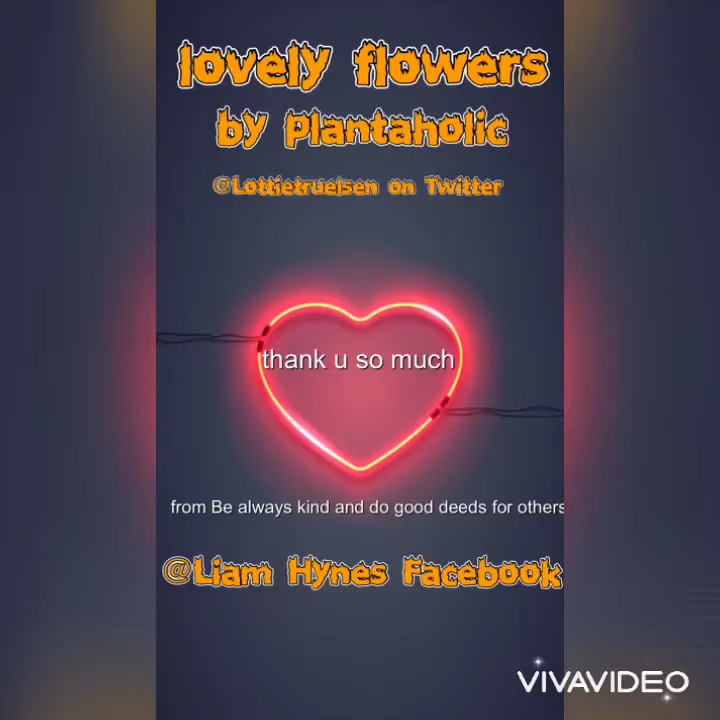 lovely flowers
by plantaholic
@Lottietruelsen on Twitter
thank u so much
from Be always kind and do good deeds for others
@Liam Hynes Facebook
VIVAVIDEO